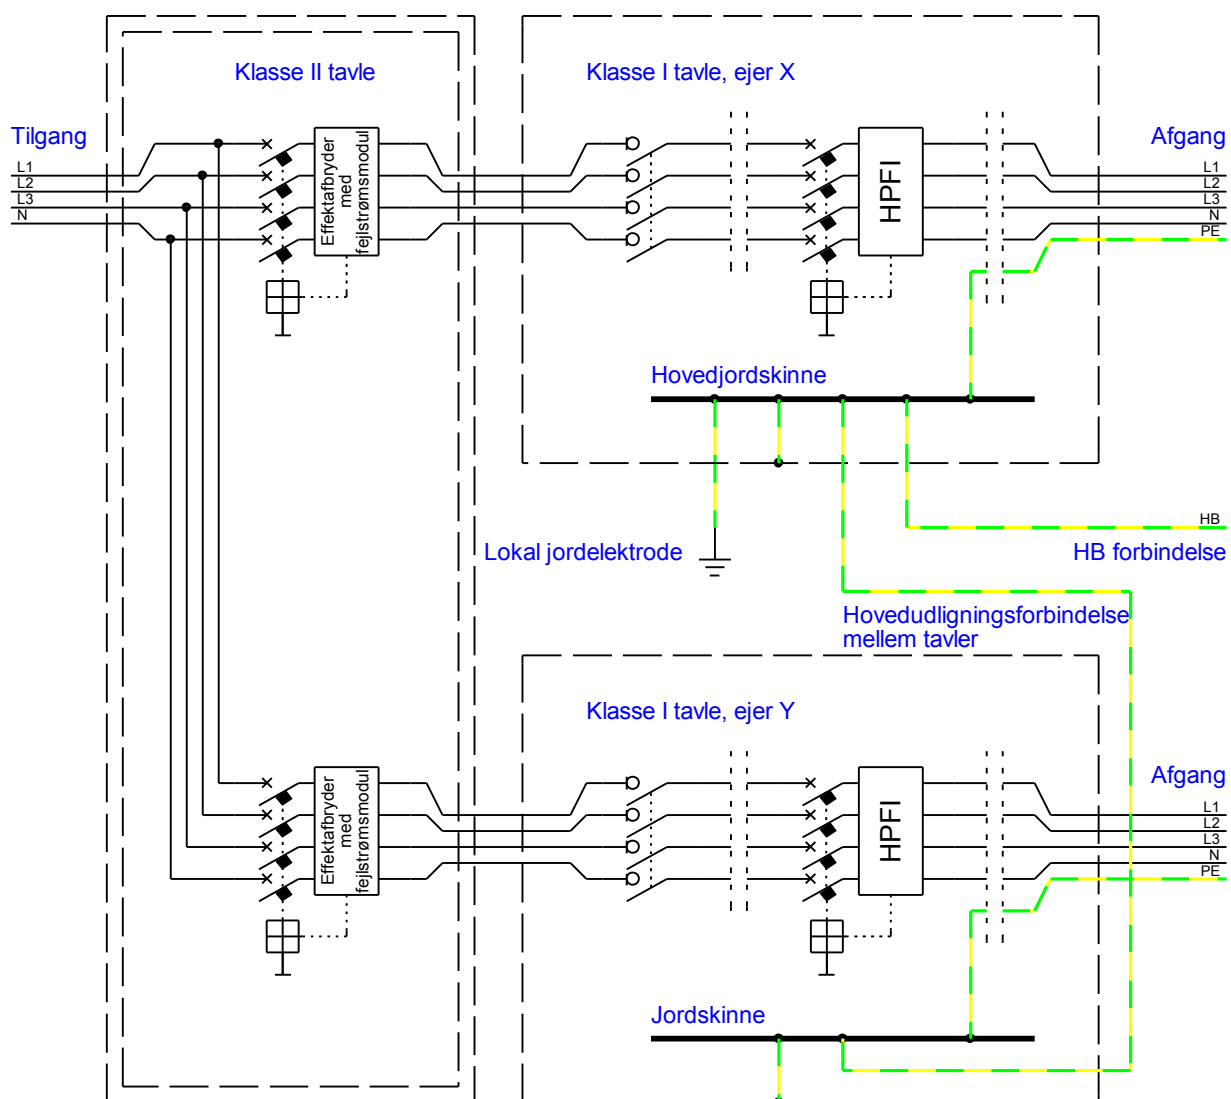 Klasse II tavle
Klasse I tavle, ejer X
Tilgang
L1
L2
L3
N
Effektafbryder
med
fejlstrømsmodul
HPFI
Afgang
L1
L2
L3
N
PE
Hovedjordskinne
Lokal jordelektrode
HB
HB forbindelse
Hovedudligningsforbindelse
mellem tavler
Klasse I tavle, ejer Y
Effektafbryder
med
fejlstrømsmodul
HPFI
Afgang
L1
L2
L3
N
PE
Jordskinne